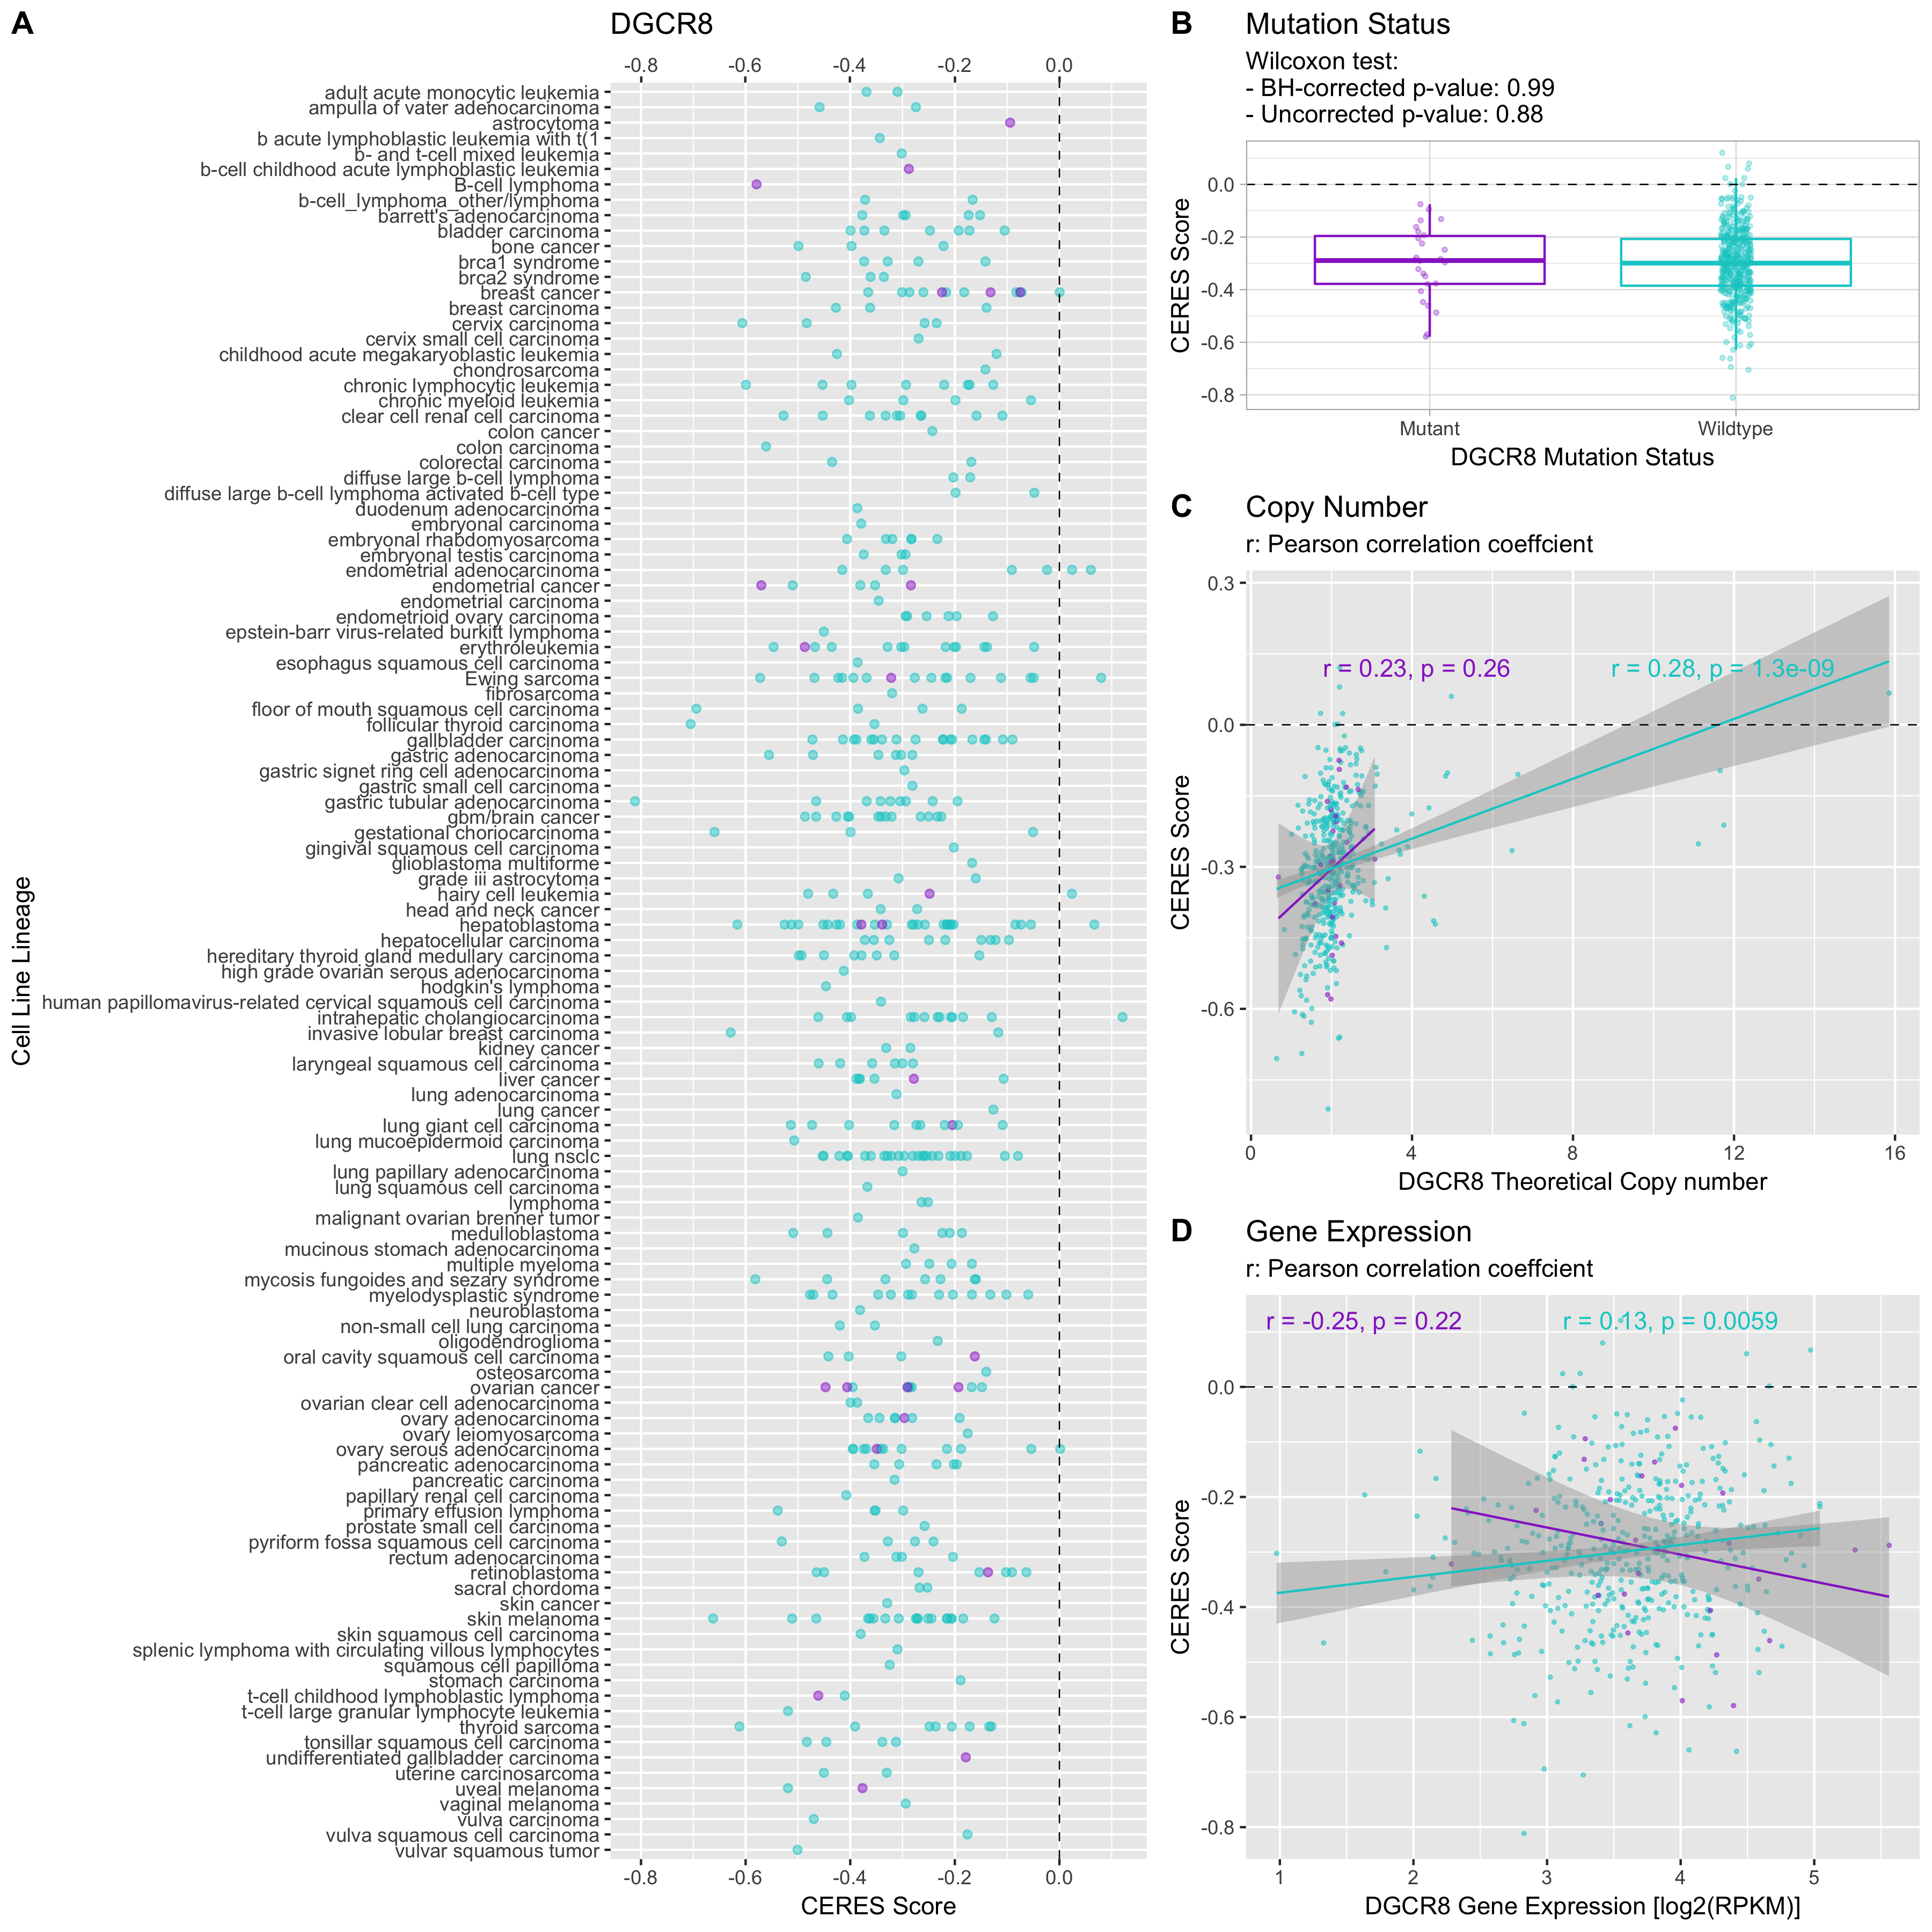 A
DGCR8
-0.8 -0.6 -0.4 -0.2 0.0
Cell Line Lineage
adult acute monocytic leukemia
ampulla of vater adenocarcinoma
astrocytoma
b acute lymphoblastic leukemia with t(1
b- and t-cell mixed leukemia
b-cell childhood acute lymphoblastic leukemia
B-cell lymphoma
b-cell_lymphoma_other/lymphoma
barrett's adenocarcinoma
bladder carcinoma
bone cancer
brca1 syndrome
brca2 syndrome
breast cancer
breast carcinoma
cervix carcinoma
cervix small cell carcinoma
childhood acute megakaryoblastic leukemia
chondrosarcoma
chronic lymphocytic leukemia
chronic myeloid leukemia
clear cell renal cell carcinoma
colon cancer
colon carcinoma
colorectal carcinoma
diffuse large b-cell lymphoma
diffuse large b-cell lymphoma activated b-cell type
duodenum adenocarcinoma
embryonal carcinoma
embryonal rhabdomyosarcoma
embryonal testis carcinoma
endometrial adenocarcinoma
endometrial cancer
endometrial carcinoma
endometrioid ovary carcinoma
epstein-barr virus-related burkitt lymphoma
erythroleukemia
esophagus squamous cell carcinoma
Ewing sarcoma
fibrosarcoma
floor of mouth squamous cell carcinoma
follicular thyroid carcinoma
gallbladder carcinoma
gastric adenocarcinoma
gastric signet ring cell adenocarcinoma
gastric small cell carcinoma
gastric tubular adenocarcinoma
gbm/brain cancer
gestational choriocarcinoma
gingival squamous cell carcinoma
glioblastoma multiforme
grade iii astrocytoma
hairy cell leukemia
head and neck cancer
hepatoblastoma
hepatocellular carcinoma
hereditary thyroid gland medullary carcinoma
high grade ovarian serous adenocarcinoma
hodgkin's lymphoma
human papillomavirus-related cervical squamous cell carcinoma
intrahepatic cholangiocarcinoma
invasive lobular breast carcinoma
kidney cancer
laryngeal squamous cell carcinoma
liver cancer
lung adenocarcinoma
lung cancer
lung giant cell carcinoma
lung mucoepidermoid carcinoma
lung nsclc
lung papillary adenocarcinoma
lung squamous cell carcinoma
lymphoma
malignant ovarian brenner tumor
medulloblastoma
mucinous stomach adenocarcinoma
multiple myeloma
mycosis fungoides and sezary syndrome
myelodysplastic syndrome
neuroblastoma
non-small cell lung carcinoma
oligodendroglioma
oral cavity squamous cell carcinoma
osteosarcoma
ovarian cancer
ovarian clear cell adenocarcinoma
ovary adenocarcinoma
ovary leiomyosarcoma
ovary serous adenocarcinoma
pancreatic adenocarcinoma
pancreatic carcinoma
papillary renal cell carcinoma
primary effusion lymphoma
prostate small cell carcinoma
pyriform fossa squamous cell carcinoma
rectum adenocarcinoma
retinoblastoma
sacral chordoma
skin cancer
skin melanoma
skin squamous cell carcinoma
splenic lymphoma with circulating villous lymphocytes
squamous cell papilloma
stomach carcinoma
t-cell childhood lymphoblastic lymphoma
t-cell large granular lymphocyte leukemia
thyroid sarcoma
tonsillar squamous cell carcinoma
undifferentiated gallbladder carcinoma
uterine carcinosarcoma
uveal melanoma
vaginal melanoma
vulva carcinoma
vulva squamous cell carcinoma
vulvar squamous tumor
-0.8 -0.6 -0.4 -0.2 0.0
CERES Score
B
Mutation Status
Wilcoxon test:
- BH-corrected p-value: 0.99
- Uncorrected p-value: 0.88
CERES Score
0.0
-0.2
-0.4
-0.6
-0.8
Mutant Wildtype
DGCR8 Mutation Status
C
Copy Number
r: Pearson correlation coeffcient
r = 0.23, p = 0.26
r = 0.28, p = 1.3e-09
CERES Score
0.3
0.0
-0.3
-0.6
0 4 8 12 16
DGCR8 Theoretical Copy number
D
Gene Expression
r: Pearson correlation coeffcient
r = -0.25, p = 0.22
r = 0.13, p = 0.0059
CERES Score
0.0
-0.2
-0.4
-0.6
-0.8
1 2 3 4 5
DGCR8 Gene Expression [log2(RPKM)]